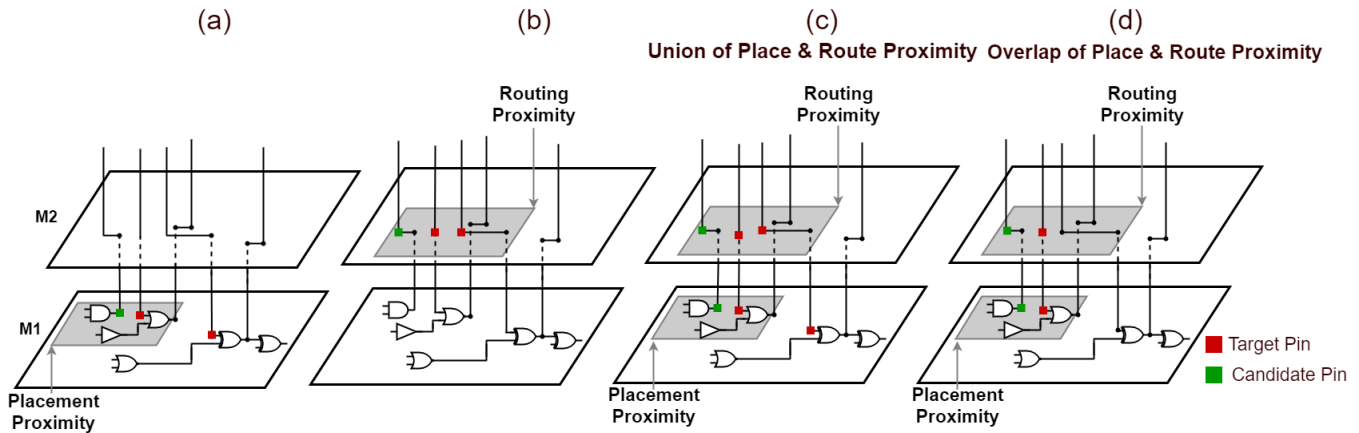 (a)
(b)
(c)
(d)
Union of Place & Route Proximity
Overlap of Place & Route Proximity
Routing
Proximity
Routing
Proximity
Routing
Proximity
M2
M1
Placement
Proximity
Placement
Proximity
Placement
Proximity
Target Pin
Candidate Pin